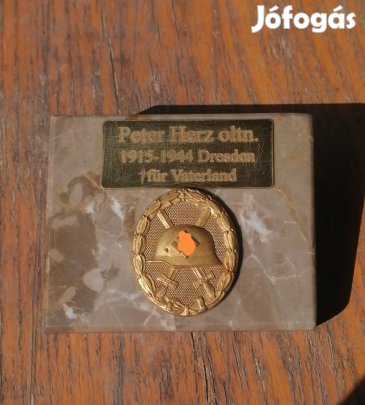 Jófogás
Peter Herz oltn.
1915-1944 Dresden
†für Vaterland